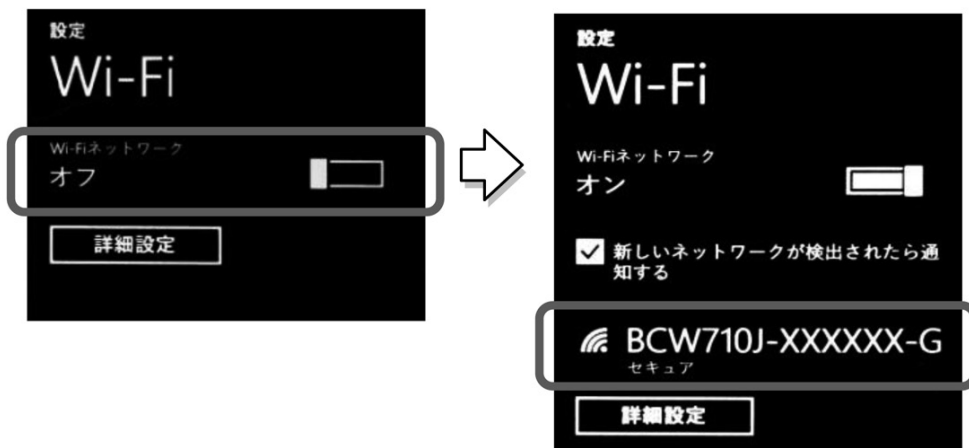 設定
Wi-Fi
Wi-Fiネットワーク
オフ
詳細設定
設定
Wi-Fi
Wi-Fiネットワーク
オン
新しいネットワークが検出されたら通
知する
BCW710J-XXXXXX-G
セキュア
詳細設定